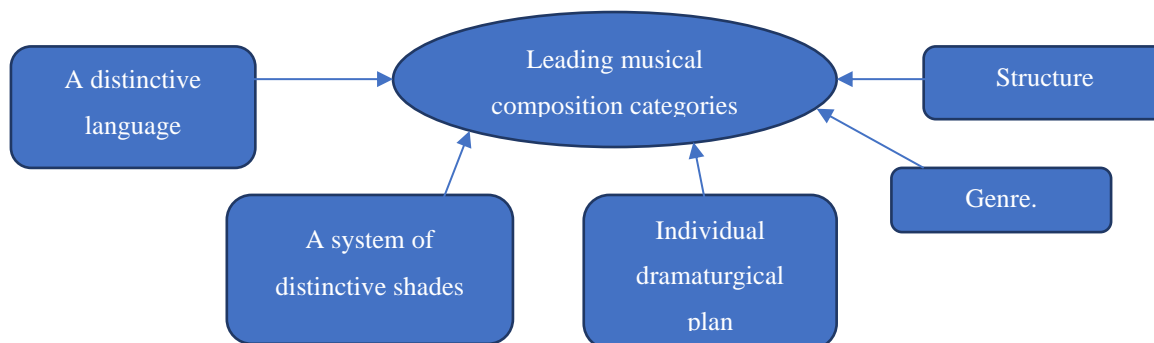 Leading musical
composition categories
A distinctive
language
Structure
Genre.
A system of
distinctive shades
Individual
dramaturgical
plan